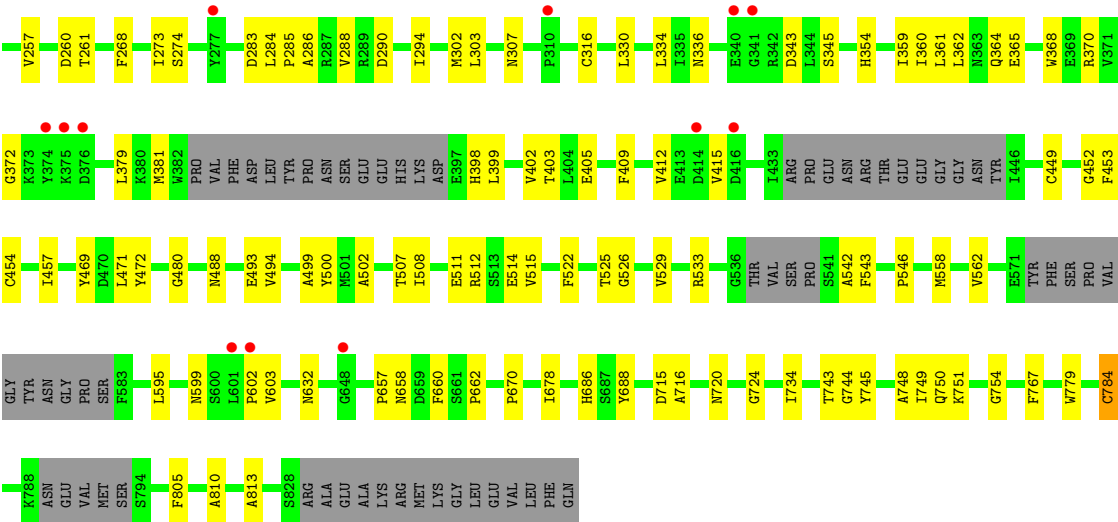 V257 D260 T261 F268 I273 S274 Y277 D283 L284 P285 A286 R287 V288 R289 D290 I294 M302 L303 N307 P310 C316 L330 L334 I335 N336 E340 G341 R342 D343 L344 S345 H354 I359 I360 L361 L362 N363 Q364 E365 W368 E369 R370 V371
G372 K373 Y374 K375 D376 L379 K380 M381 W382 PRO VAL PHE ASP LEU TYR PRO ASN SER GLU GLU HIS LYS ASP E397 H398 L399 V402 T403 L404 E405 F409 V412 E413 D414 V415 D416 I433 ARG PRO GLU ASN ARG THR GLU GLU GLY GLY ASN TYR I446 C449 G452 F453
C454 I457 Y469 D470 L471 Y472 G480 N488 E493 V494 A499 Y500 M501 A502 T507 I508 E511 R512 S513 E514 V515 F522 T525 G526 V529 R533 G536 THR VAL SER PRO S541 A542 F543 P546 M558 V562 E571 TYR PHE SER PRO VAL
GLY TYR ASN GLY PRO SER F583 L595 N599 S600 L601 P602 V603 N632 G648 P657 N658 D659 F660 S661 P662 P670 I678 H686 S687 Y688 D715 A716 N720 G724 I734 T743 G744 Y745 A748 I749 Q750 K751 G754 F767 W779 C784
K788 ASN GLU VAL MET SER S794 F805 A810 A813 S828 ARG ALA GLU ALA LYS ARG MET LYS GLY LEU GLU VAL LEU PHE GLN